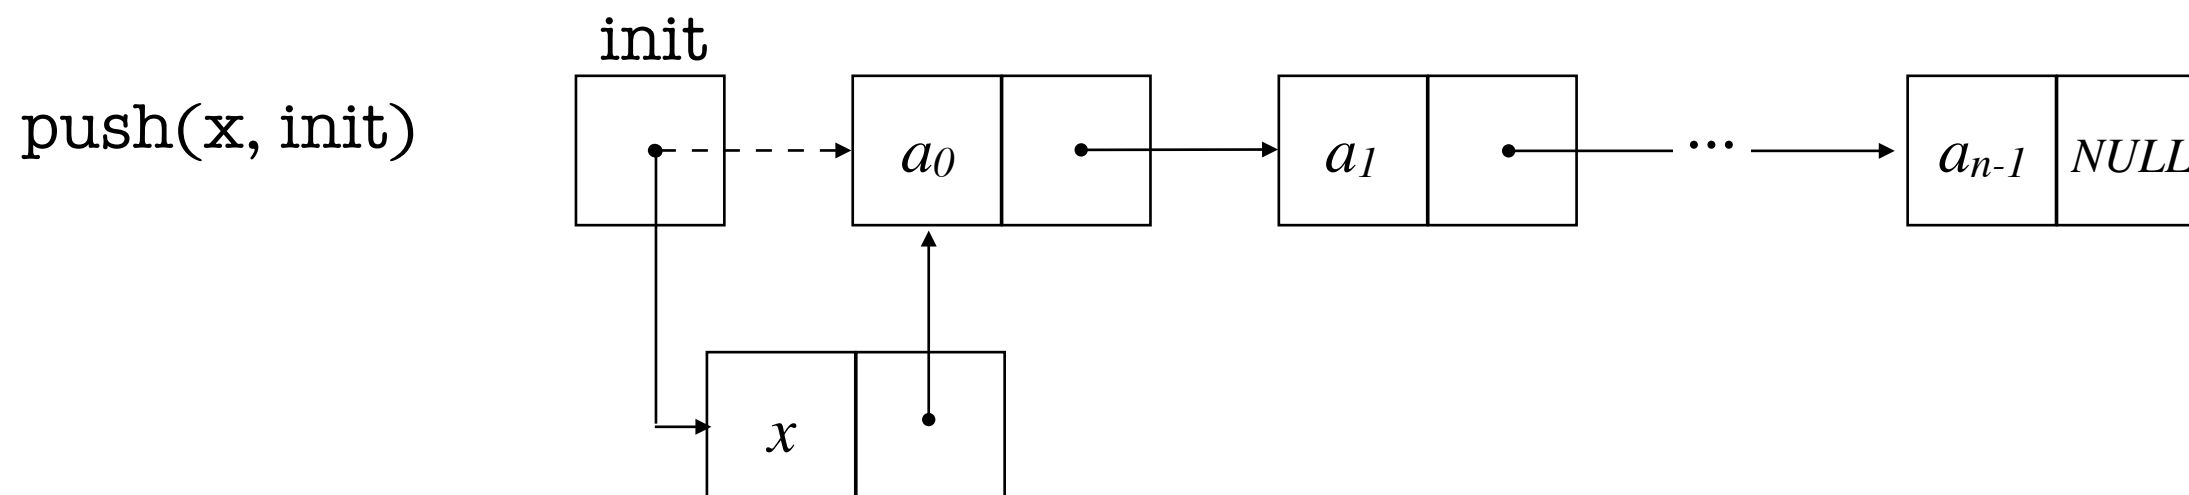 init
push(x, init)
a0
a1
...
an-1
NULL
x